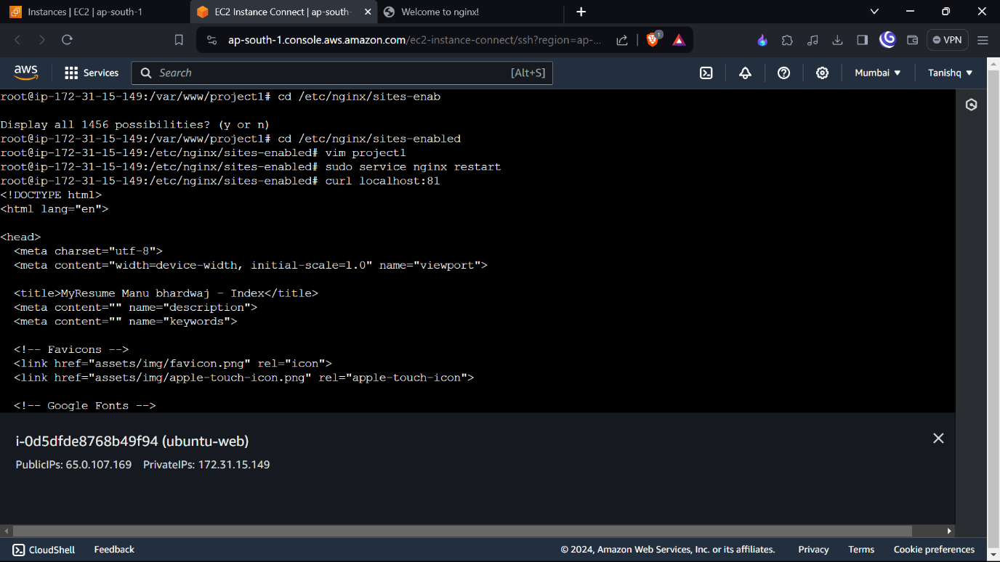 Instances | EC2 | ap-south-1
EC2 Instance Connect | ap-south-
Welcome to nginx!
ap-south-1.console.aws.amazon.com/ec2-instance-connect/ssh?region=ap-...
1
VPN
aws
Services
Search
[Alt+S]
Mumbai
Tanishq
root@ip-172-31-15-149:/var/www/project1# cd /etc/nginx/sites-enab
Display all 1456 possibilities? (y or n)
root@ip-172-31-15-149:/var/www/project1# cd /etc/nginx/sites-enabled
root@ip-172-31-15-149:/etc/nginx/sites-enabled# vim project1
root@ip-172-31-15-149:/etc/nginx/sites-enabled# sudo service nginx restart
root@ip-172-31-15-149:/etc/nginx/sites-enabled# curl localhost:81
<!DOCTYPE html>
<html lang="en">
<head>
<meta charset="utf-8">
<meta content="width=device-width, initial-scale=1.0" name="viewport">
<title>MyResume Manu bhardwaj - Index</title>
<meta content="" name="description">
<meta content="" name="keywords">
<!-- Favicons -->
<link href="assets/img/favicon.png" rel="icon">
<link href="assets/img/apple-touch-icon.png" rel="apple-touch-icon">
<!-- Google Fonts -->
i-0d5dfde8768b49f94 (ubuntu-web)
PublicIPs: 65.0.107.169 PrivateIPs: 172.31.15.149
CloudShell
Feedback
© 2024, Amazon Web Services, Inc. or its affiliates.
Privacy
Terms
Cookie preferences